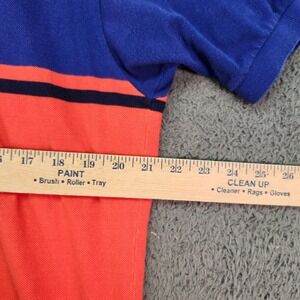 17 18 19 20 21 22 23 24 25 26
PAINT
• Brush • Roller • Tray
CLEAN UP
• Cleaner • Rags • Gloves